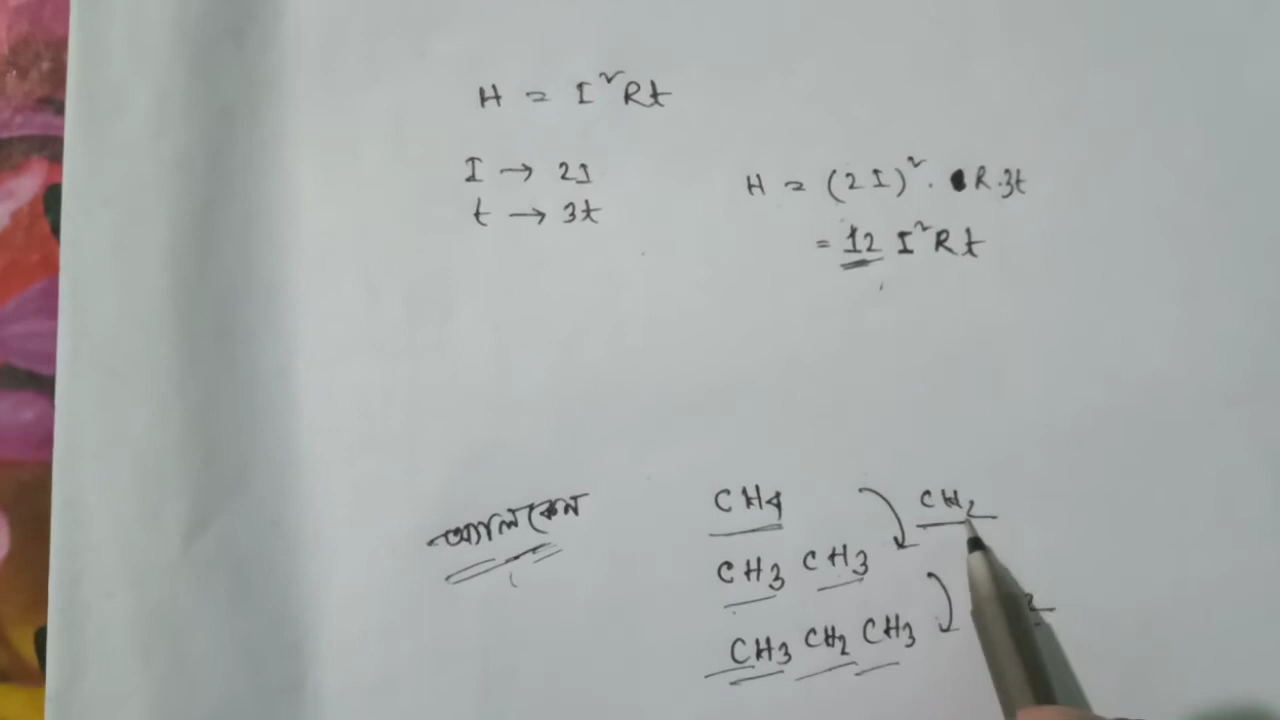 H = I²Rt
I → 2I
t → 3t
H = (2I)². R.3t
= 12 I²Rt
অ্যালকেন
CH4
CH2
CH3 CH3
CH3 CH2 CH3